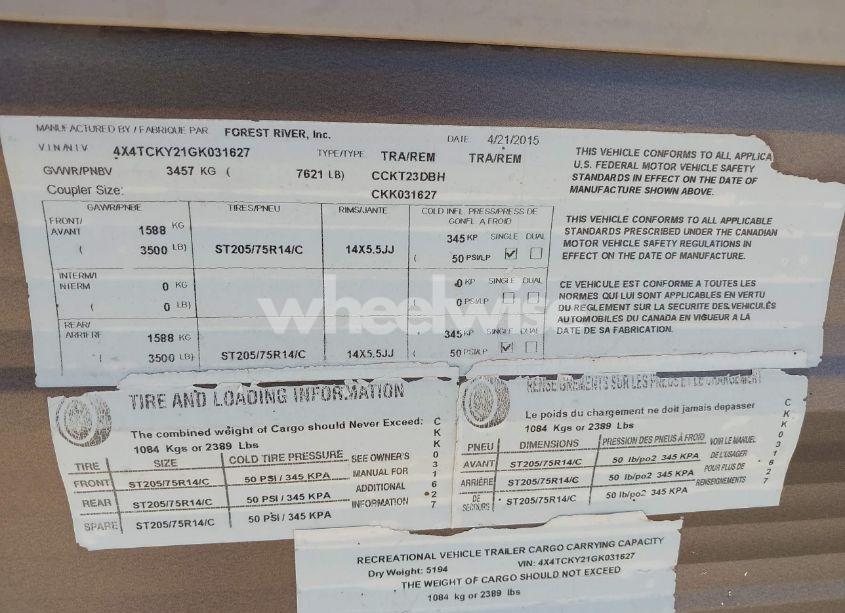 MANUFACTURED BY / FABRIQUE PAR FOREST RIVER, Inc. DATE 4/21/2015
VIN/NIV 4X4TCKY21GK031627 TYPE/TYPE TRA/REM TRA/REM
GVWR/PNBV 3457 KG ( 7621 LB) CCKT23DBH
Coupler Size: CKK031627
GAWR/PNBE TIRES/PNEU RIMS/JANTE COLD INFL. PRESS/PRESS DE GONFL A FROID
FRONT/ AVANT 1588 KG 345 KP SINGLE DUAL
( 3500 LB) ST205/75R14/C 14X5.5JJ ( 50 PSI/LP
INTERM/I NTERM 0 KG 0 KP SINGLE DUAL
( 0 LB) ( 0 PSI/LP
REAR/ ARRIERE 1588 KG 345 KP SINGLE DUAL
( 3500 LB) ST205/75R14/C 14X5.5JJ ( 50 PSI/LP
THIS VEHICLE CONFORMS TO ALL APPLICA
U.S. FEDERAL MOTOR VEHICLE SAFETY
STANDARDS IN EFFECT ON THE DATE OF
MANUFACTURE SHOWN ABOVE.
THIS VEHICLE CONFORMS TO ALL APPLICABLE
STANDARDS PRESCRIBED UNDER THE CANADIAN
MOTOR VEHICLE SAFETY REGULATIONS IN
EFFECT ON THE DATE OF MANUFACTURE.
CE VEHICULE EST CONFORME A TOUTES LES
NORMES QUI LUI SONT APPLICABLES EN VERTU
DU REGLEMENT SUR LA SECURITE DES VEHICULES
AUTOMOBILES DU CANADA EN VIGUEUR A LA
DATE DE SA FABRICATION.
wheelwise
TIRE AND LOADING INFORMATION
The combined weight of Cargo should Never Exceed:
1084 Kgs or 2389 Lbs
TIRE SIZE COLD TIRE PRESSURE SEE OWNER'S
FRONT ST205/75R14/C 50 PSI / 345 KPA MANUAL FOR
REAR ST205/75R14/C 50 PSI / 345 KPA ADDITIONAL
SPARE ST205/75R14/C 50 PSI / 345 KPA INFORMATION
CKK031627
RENSEIGNEMENTS SUR LES PNEUS ET LE CHARGEMENT
Le poids du chargement ne doit jamais depasser
1084 Kgs or 2389 Lbs
PNEU DIMENSIONS PRESSION DES PNEUS À FROID VOIR LE MANUEL
AVANT ST205/75R14/C 50 lb/po2 345 KPA DE L'USAGER
ARRIÈRE ST205/75R14/C 50 lb/po2 345 KPA POUR PLUS DE
DE SECOURS ST205/75R14/C 50 lb/po2 345 KPA RENSEIGNEMENTS
CKK031627
RECREATIONAL VEHICLE TRAILER CARGO CARRYING CAPACITY
Dry Weight: 5194 VIN: 4X4TCKY21GK031627
THE WEIGHT OF CARGO SHOULD NOT EXCEED
1084 kg or 2389 lbs